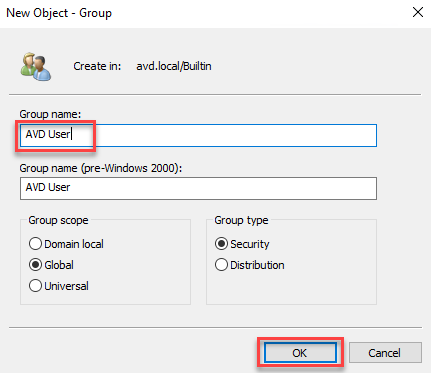 New Object - Group
Create in: avd.local/Builtin
Group name:
AVD User
Group name (pre-Windows 2000):
AVD User
Group scope
Domain local
Global
Universal
Group type
Security
Distribution
OK
Cancel